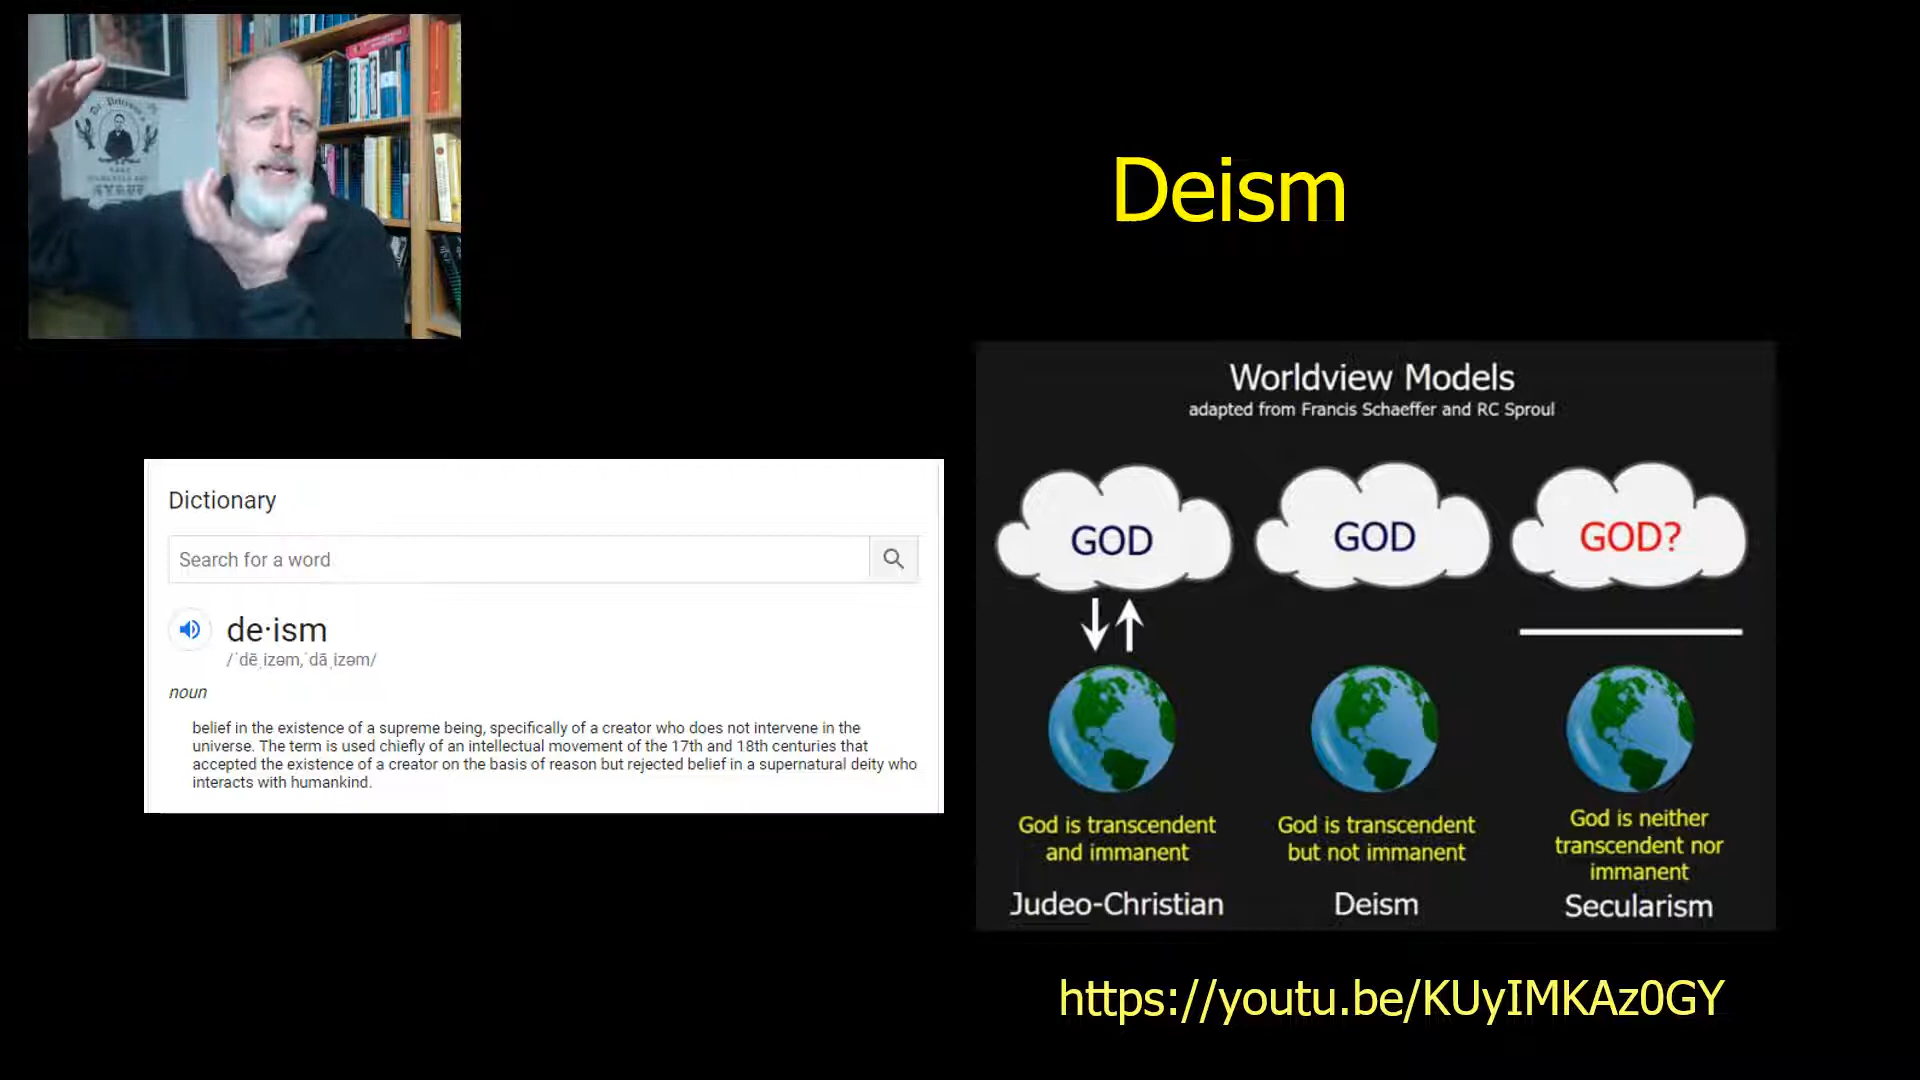 Dr. Peterson's
SYRUP
Deism
Dictionary
Search for a word
de·ism
/ˈdēˌizəm,ˈdāˌizəm/
noun
belief in the existence of a supreme being, specifically of a creator who does not intervene in the
universe. The term is used chiefly of an intellectual movement of the 17th and 18th centuries that
accepted the existence of a creator on the basis of reason but rejected belief in a supernatural deity who
interacts with humankind.
Worldview Models
adapted from Francis Schaeffer and RC Sproul
GOD
GOD
GOD?
God is transcendent
and immanent
Judeo-Christian
God is transcendent
but not immanent
Deism
God is neither
transcendent nor
immanent
Secularism
https://youtu.be/KUyIMKAz0GY